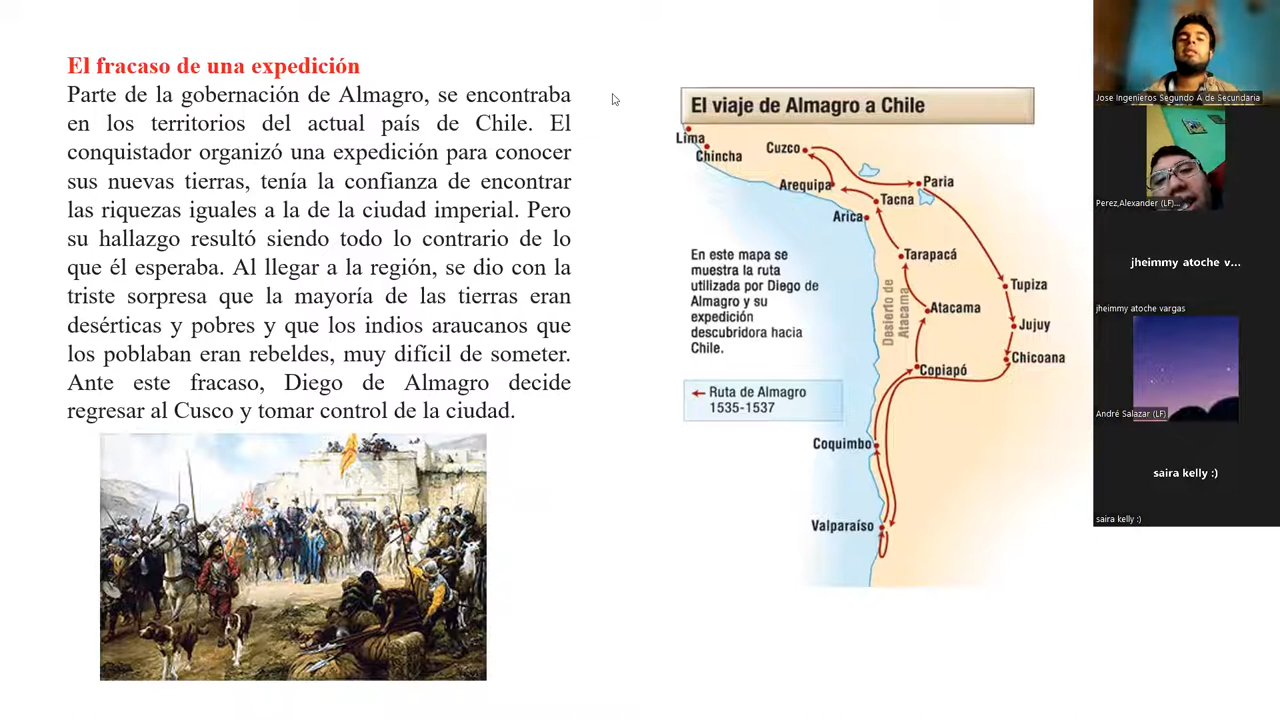 El fracaso de una expedición
Parte de la gobernación de Almagro, se encontraba
en los territorios del actual país de Chile. El
conquistador organizó una expedición para conocer
sus nuevas tierras, tenía la confianza de encontrar
las riquezas iguales a la de la ciudad imperial. Pero
su hallazgo resultó siendo todo lo contrario de lo
que él esperaba. Al llegar a la región, se dio con la
triste sorpresa que la mayoría de las tierras eran
desérticas y pobres y que los indios araucanos que
los poblaban eran rebeldes, muy difícil de someter.
Ante este fracaso, Diego de Almagro decide
regresar al Cusco y tomar control de la ciudad.
El viaje de Almagro a Chile
Lima
Chincha
Cuzco
Arequipa
Paria
Tacna
Arica
Tarapacá
Tupiza
Atacama
Jujuy
Chicoana
Copiapó
Desierto de
Atacama
Coquimbo
Valparaíso
En este mapa se
muestra la ruta
utilizada por Diego de
Almagro y su
expedición
descubridora hacia
Chile.
Ruta de Almagro
1535-1537
Jose Ingenieros Segundo A de Secundaria
Perez,Alexander (LF)...
jheimmy atoche v...
jheimmy atoche vargas
André Salazar (LF)
saira kelly :)
saira kelly :)